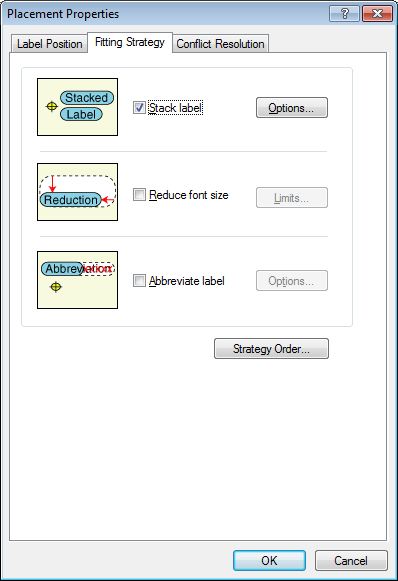 Placement Properties
?
Label Position
Fitting Strategy
Conflict Resolution
Stacked
Label
Stack label
Options...
Reduction
Reduce font size
Limits...
Abbreviation
Abbreviate label
Options...
Strategy Order...
OK
Cancel